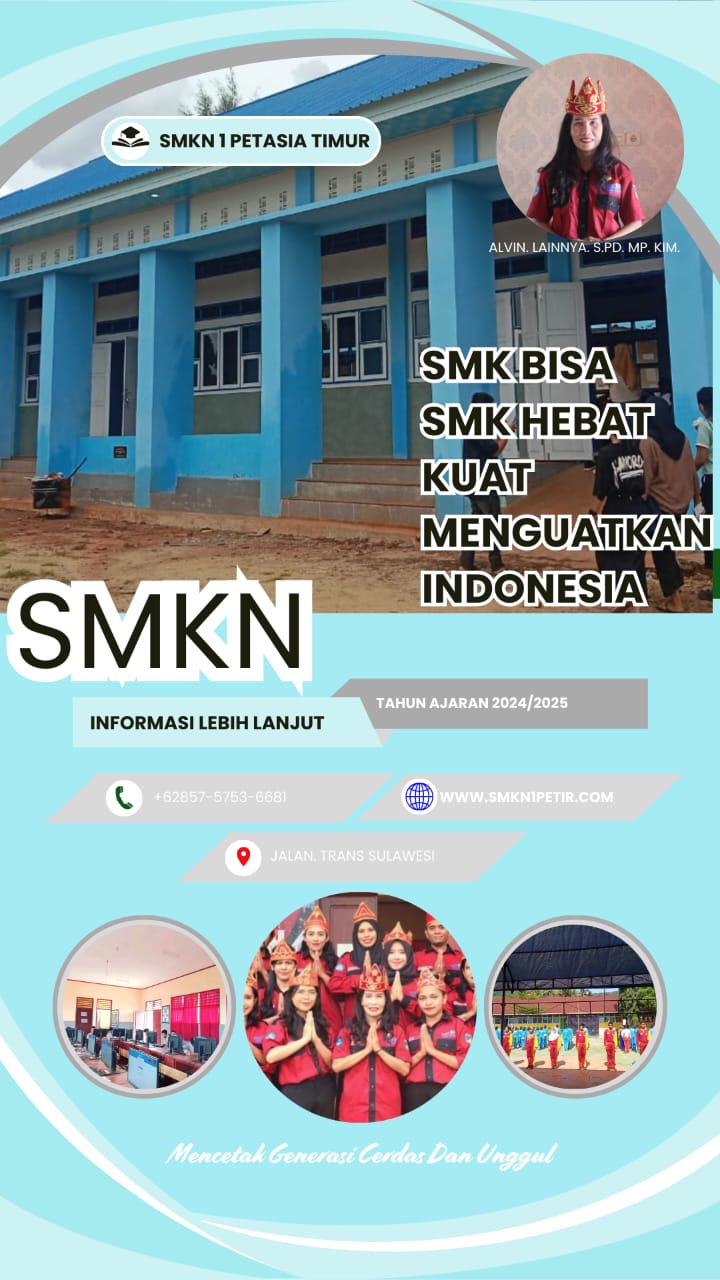 SMKN 1 PETASIA TIMUR
ALVIN. LAINNYA. S.PD. MP. KIM.
SMK BISA
SMK HEBAT
KUAT
MENGUATKAN
INDONESIA
SMKN
TAHUN AJARAN 2024/2025
INFORMASI LEBIH LANJUT
+62857-5753-6681
WWW.SMKN1PETIR.COM
JALAN. TRANS SULAWESI
Mencetak Generasi Cerdas Dan Unggul